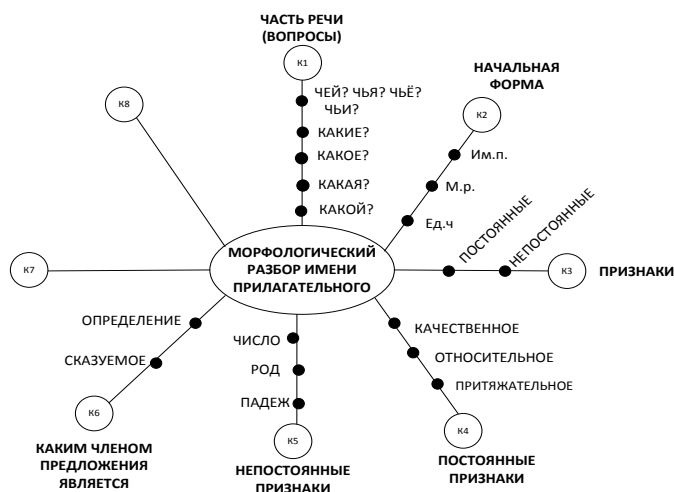 ЧАСТЬ РЕЧИ
(ВОПРОСЫ)
К1
ЧЕЙ? ЧЬЯ? ЧЬЁ?
ЧЬИ?
КАКИЕ?
КАКОЕ?
КАКАЯ?
КАКОЙ?
НАЧАЛЬНАЯ
ФОРМА
К2
Им.п.
М.р.
Ед.ч
ПОСТОЯННЫЕ
НЕПОСТОЯННЫЕ
К3
ПРИЗНАКИ
МОРФОЛОГИЧЕСКИЙ
РАЗБОР ИМЕНИ
ПРИЛАГАТЕЛЬНОГО
КАЧЕСТВЕННОЕ
ОТНОСИТЕЛЬНОЕ
ПРИТЯЖАТЕЛЬНОЕ
К4
ПОСТОЯННЫЕ
ПРИЗНАКИ
ЧИСЛО
РОД
ПАДЕЖ
К5
НЕПОСТОЯННЫЕ
ПРИЗНАКИ
ОПРЕДЕЛЕНИЕ
СКАЗУЕМОЕ
К6
КАКИМ ЧЛЕНОМ
ПРЕДЛОЖЕНИЯ
ЯВЛЯЕТСЯ
К7
К8